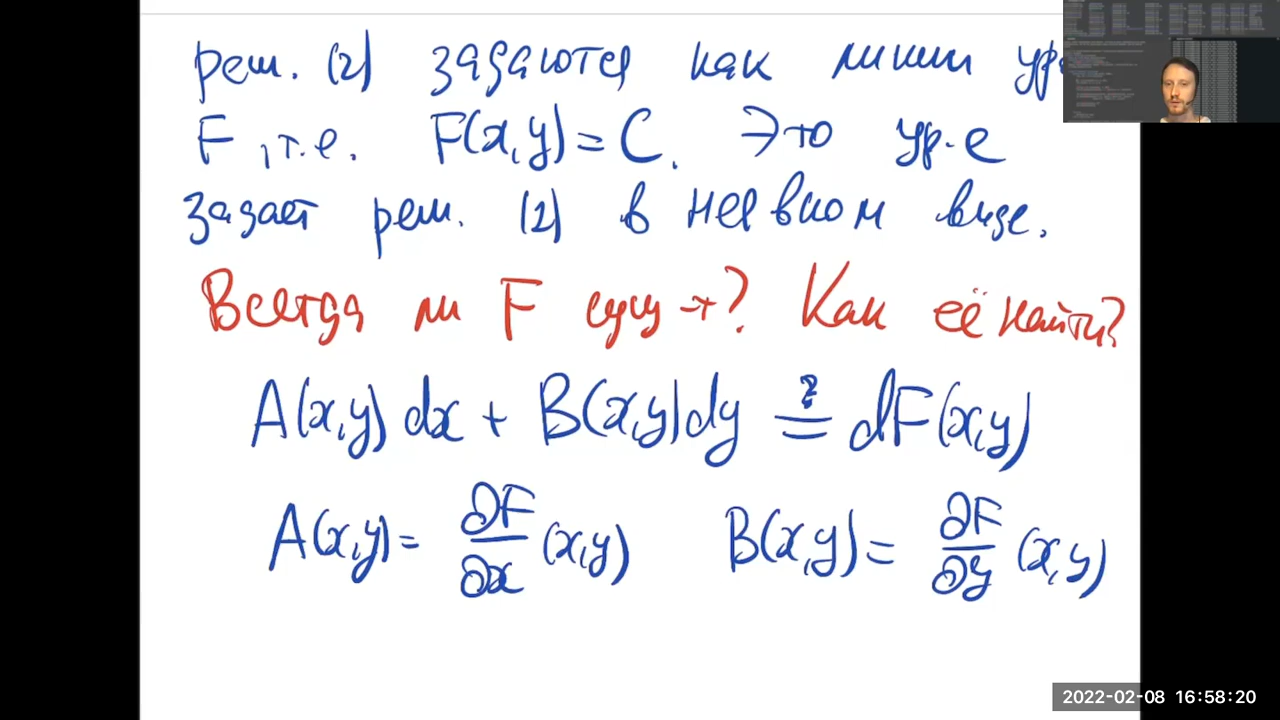 реш. (2) задаются как линии ур
F, т.е. F(x,y) = C. Это ур-е
задает реш. (2) в неявном виде.
Всегда ли F сущ-т? Как её найти?
A(x,y) dx + B(x,y) dy ?= dF(x,y)
A(x,y) = ∂F/∂x (x,y) B(x,y) = ∂F/∂y (x,y)
2022-02-08 16:58:20